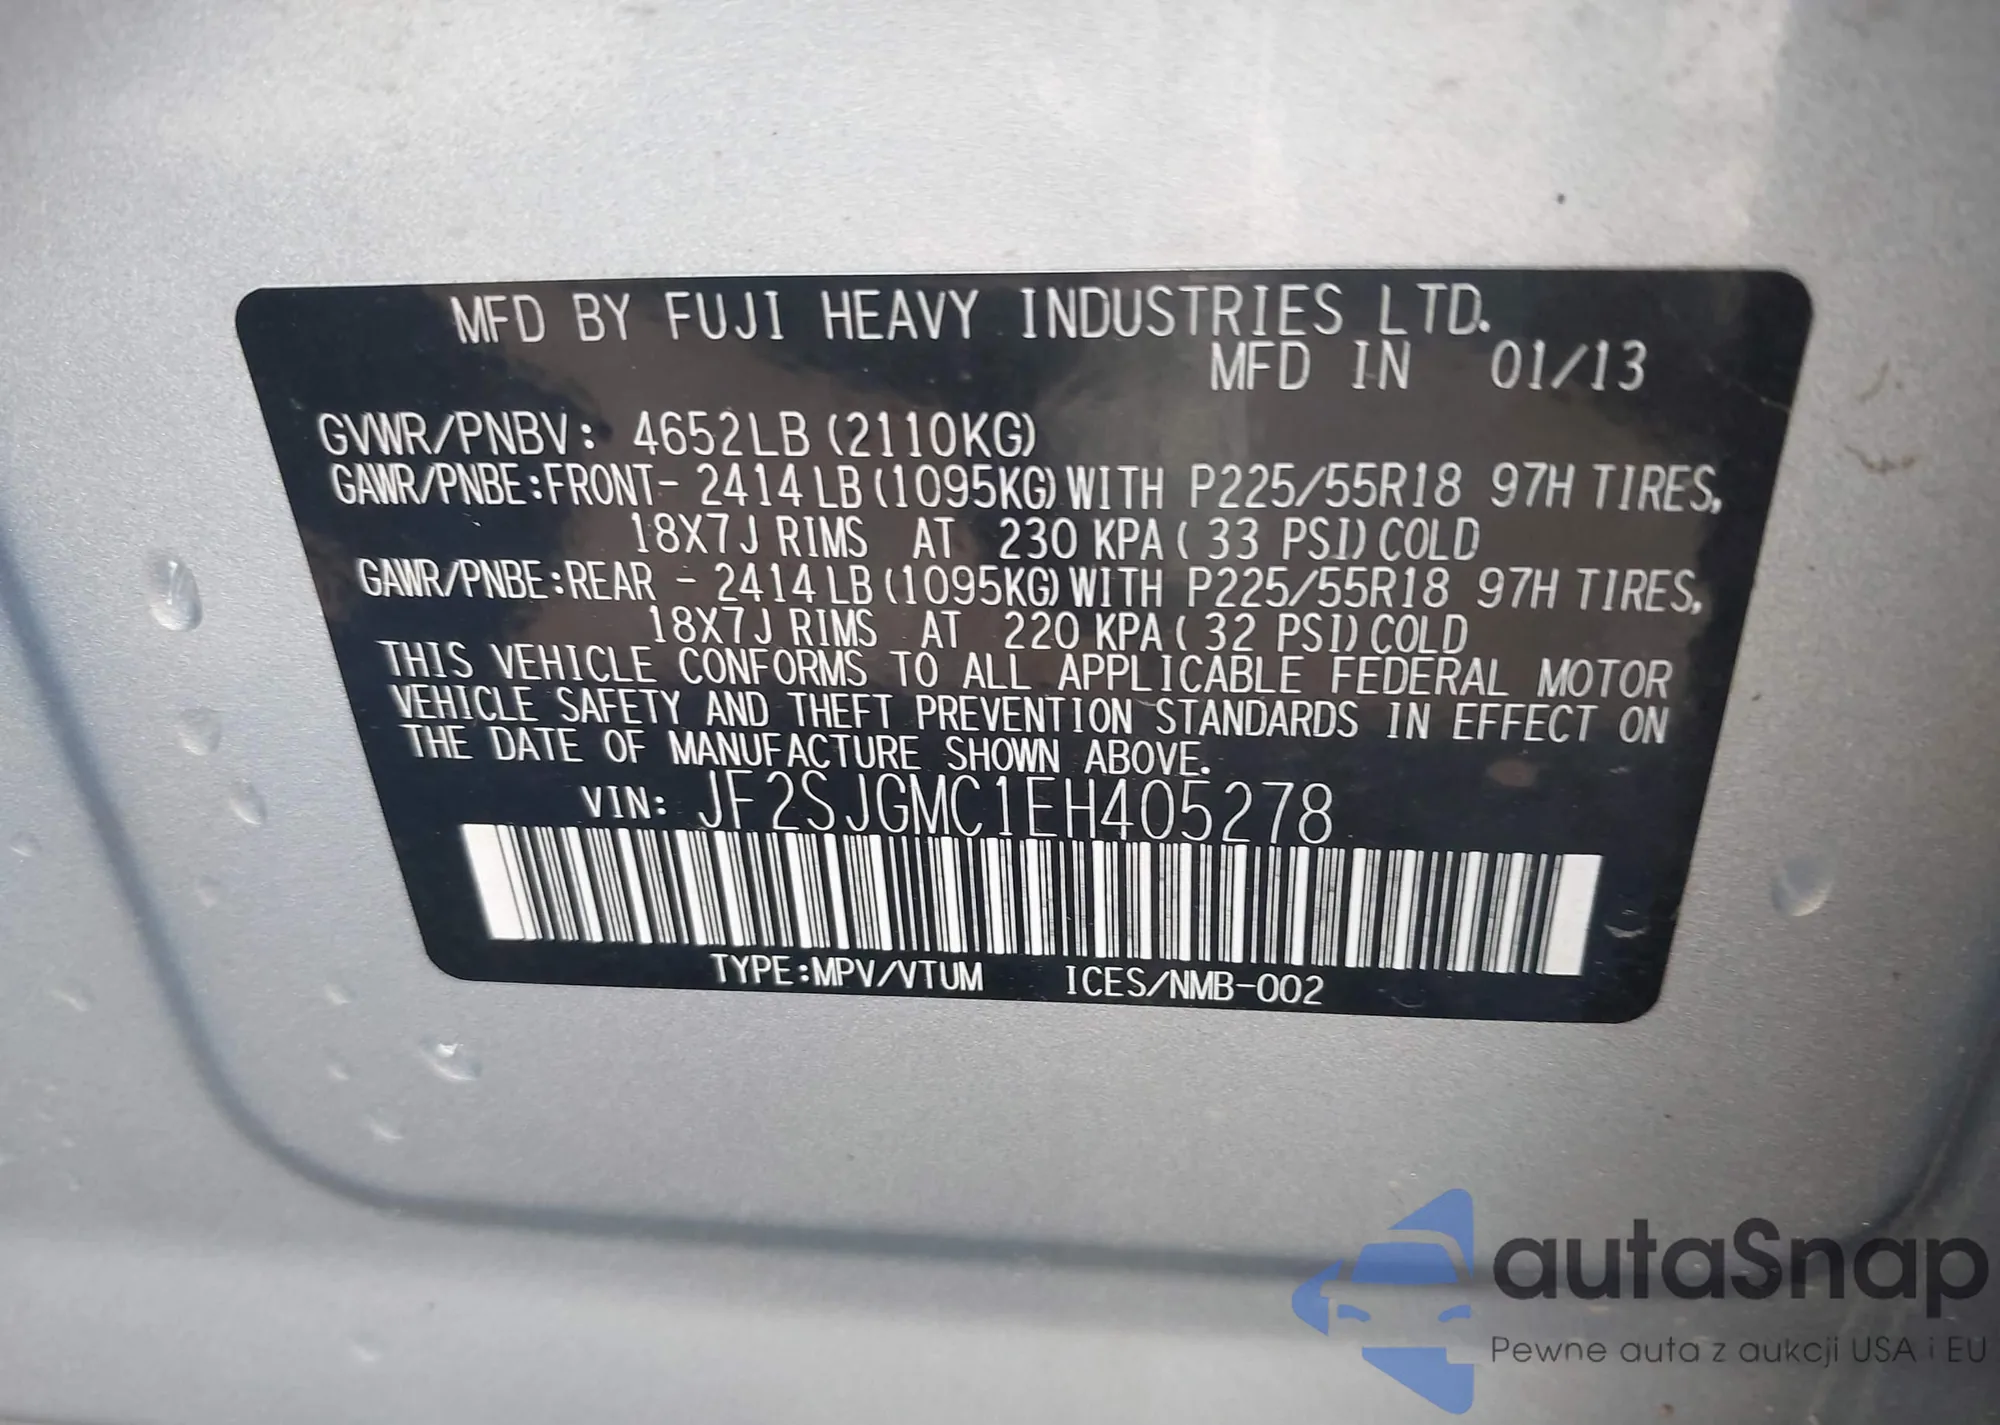 MFD BY FUJI HEAVY INDUSTRIES LTD.
MFD IN 01/13
GVWR/PNBV: 4652LB (2110KG)
GAWR/PNBE:FRONT- 2414LB (1095KG) WITH P225/55R18 97H TIRES,
18X7J RIMS AT 230 KPA ( 33 PSI) COLD
GAWR/PNBE:REAR - 2414LB (1095KG) WITH P225/55R18 97H TIRES,
18X7J RIMS AT 220 KPA ( 32 PSI) COLD
THIS VEHICLE CONFORMS TO ALL APPLICABLE FEDERAL MOTOR
VEHICLE SAFETY AND THEFT PREVENTION STANDARDS IN EFFECT ON
THE DATE OF MANUFACTURE SHOWN ABOVE.
VIN: JF2SJGMC1EH405278
TYPE:MPV/VTUM ICES/NMB-002
autaSnap
Pewne auta z aukcji USA i EU